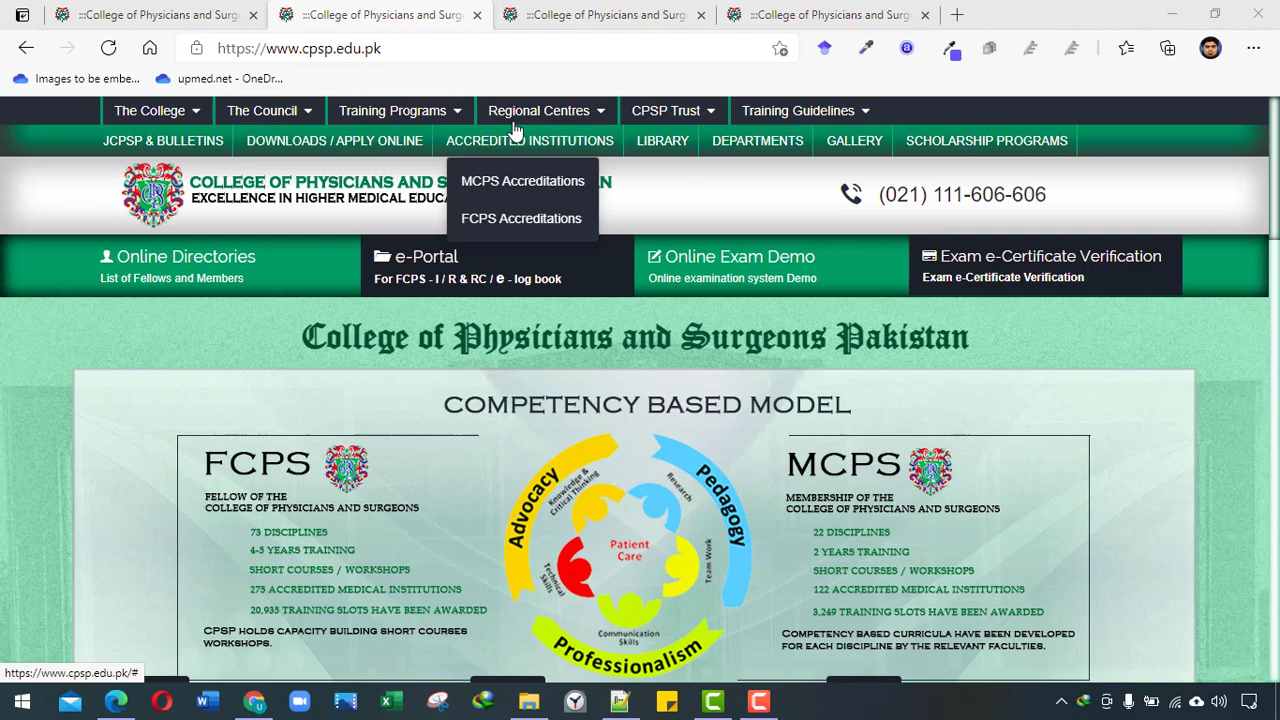 :::College of Physicians and Surge
:::College of Physicians and Surge
:::College of Physicians and Surge
:::College of Physicians and Surge
https://www.cpsp.edu.pk
Images to be embe...
upmed.net - OneDr...
The College
The Council
Training Programs
Regional Centres
CPSP Trust
Training Guidelines
JCPSP & BULLETINS
DOWNLOADS / APPLY ONLINE
ACCREDITED INSTITUTIONS
LIBRARY
DEPARTMENTS
GALLERY
SCHOLARSHIP PROGRAMS
MCPS Accreditations
FCPS Accreditations
COLLEGE OF PHYSICIANS AND S
TAN
EXCELLENCE IN HIGHER MEDICAL EDUCA
(021) 111-606-606
Online Directories
List of Fellows and Members
e-Portal
For FCPS - I / R & RC / e - log book
Online Exam Demo
Online examination system Demo
Exam e-Certificate Verification
Exam e-Certificate Verification
College of Physicians and Surgeons Pakistan
COMPETENCY BASED MODEL
FCPS
FELLOW OF THE
COLLEGE OF PHYSICIANS AND SURGEONS
73 DISCIPLINES
4-5 YEARS TRAINING
SHORT COURSES / WORKSHOPS
275 ACCREDITED MEDICAL INSTITUTIONS
20,935 TRAINING SLOTS HAVE BEEN AWARDED
CPSP HOLDS CAPACITY BUILDING SHORT COURSES
WORKSHOPS.
Advocacy
Pedagogy
Professionalism
Knowledge &
Critical Thinking
Research
Team Work
Communication
Skills
Technical
Skills
Patient
Care
MCPS
MEMBERSHIP OF THE
COLLEGE OF PHYSICIANS AND SURGEONS
22 DISCIPLINES
2 YEARS TRAINING
SHORT COURSES / WORKSHOPS
122 ACCREDITED MEDICAL INSTITUTIONS
3,249 TRAINING SLOTS HAVE BEEN AWARDED
COMPETENCY BASED CURRICULA HAVE BEEN DEVELOPED
FOR EACH DISCIPLINE BY THE RELEVANT FACULTIES.
https://www.cpsp.edu.pk/#